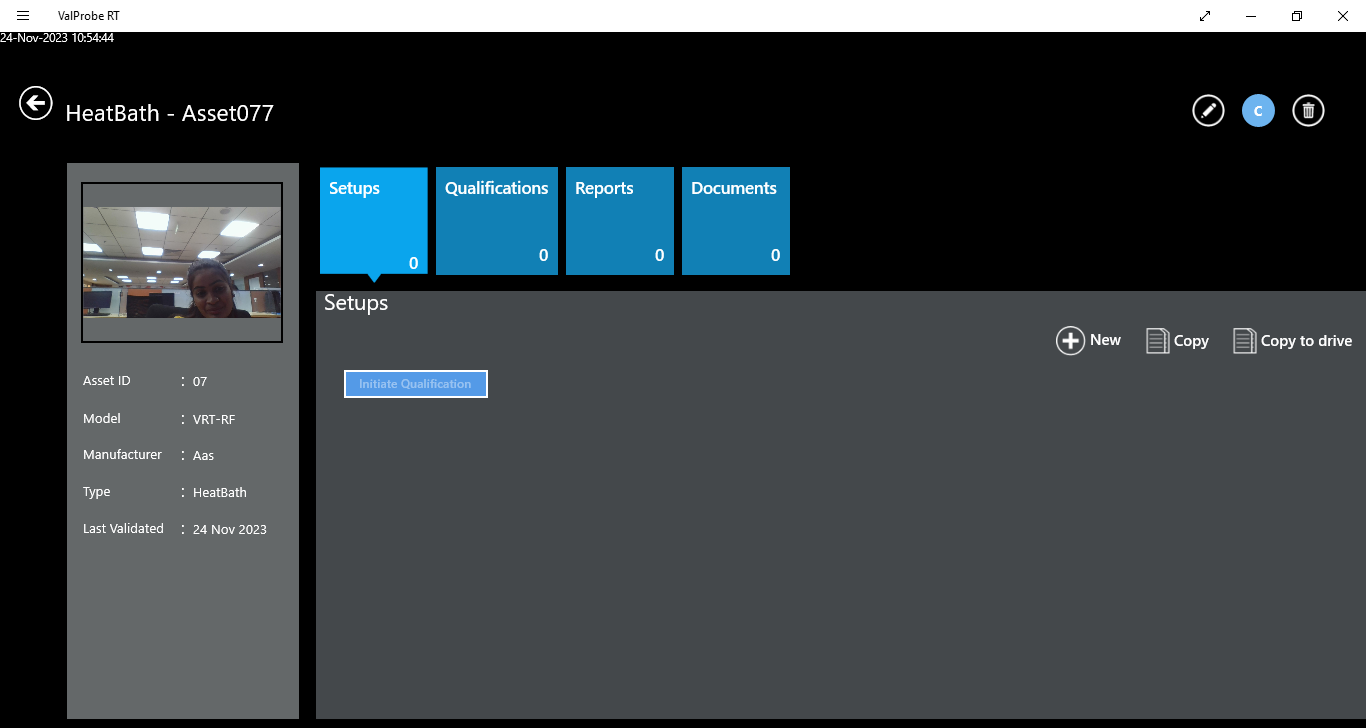 ValProbe RT
24-Nov-2023 10:54:44
HeatBath - Asset077
C
Setups
0
Qualifications
0
Reports
0
Documents
0
Setups
New
Copy
Copy to drive
Initiate Qualification
Asset ID : 07
Model : VRT-RF
Manufacturer : Aas
Type : HeatBath
Last Validated : 24 Nov 2023